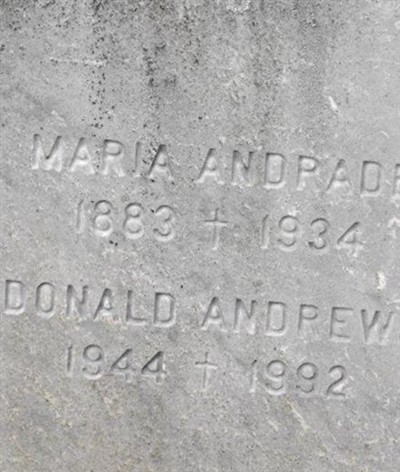 MARIA ANDRADE
1883 † 1934
DONALD ANDREW
1944 † 1992